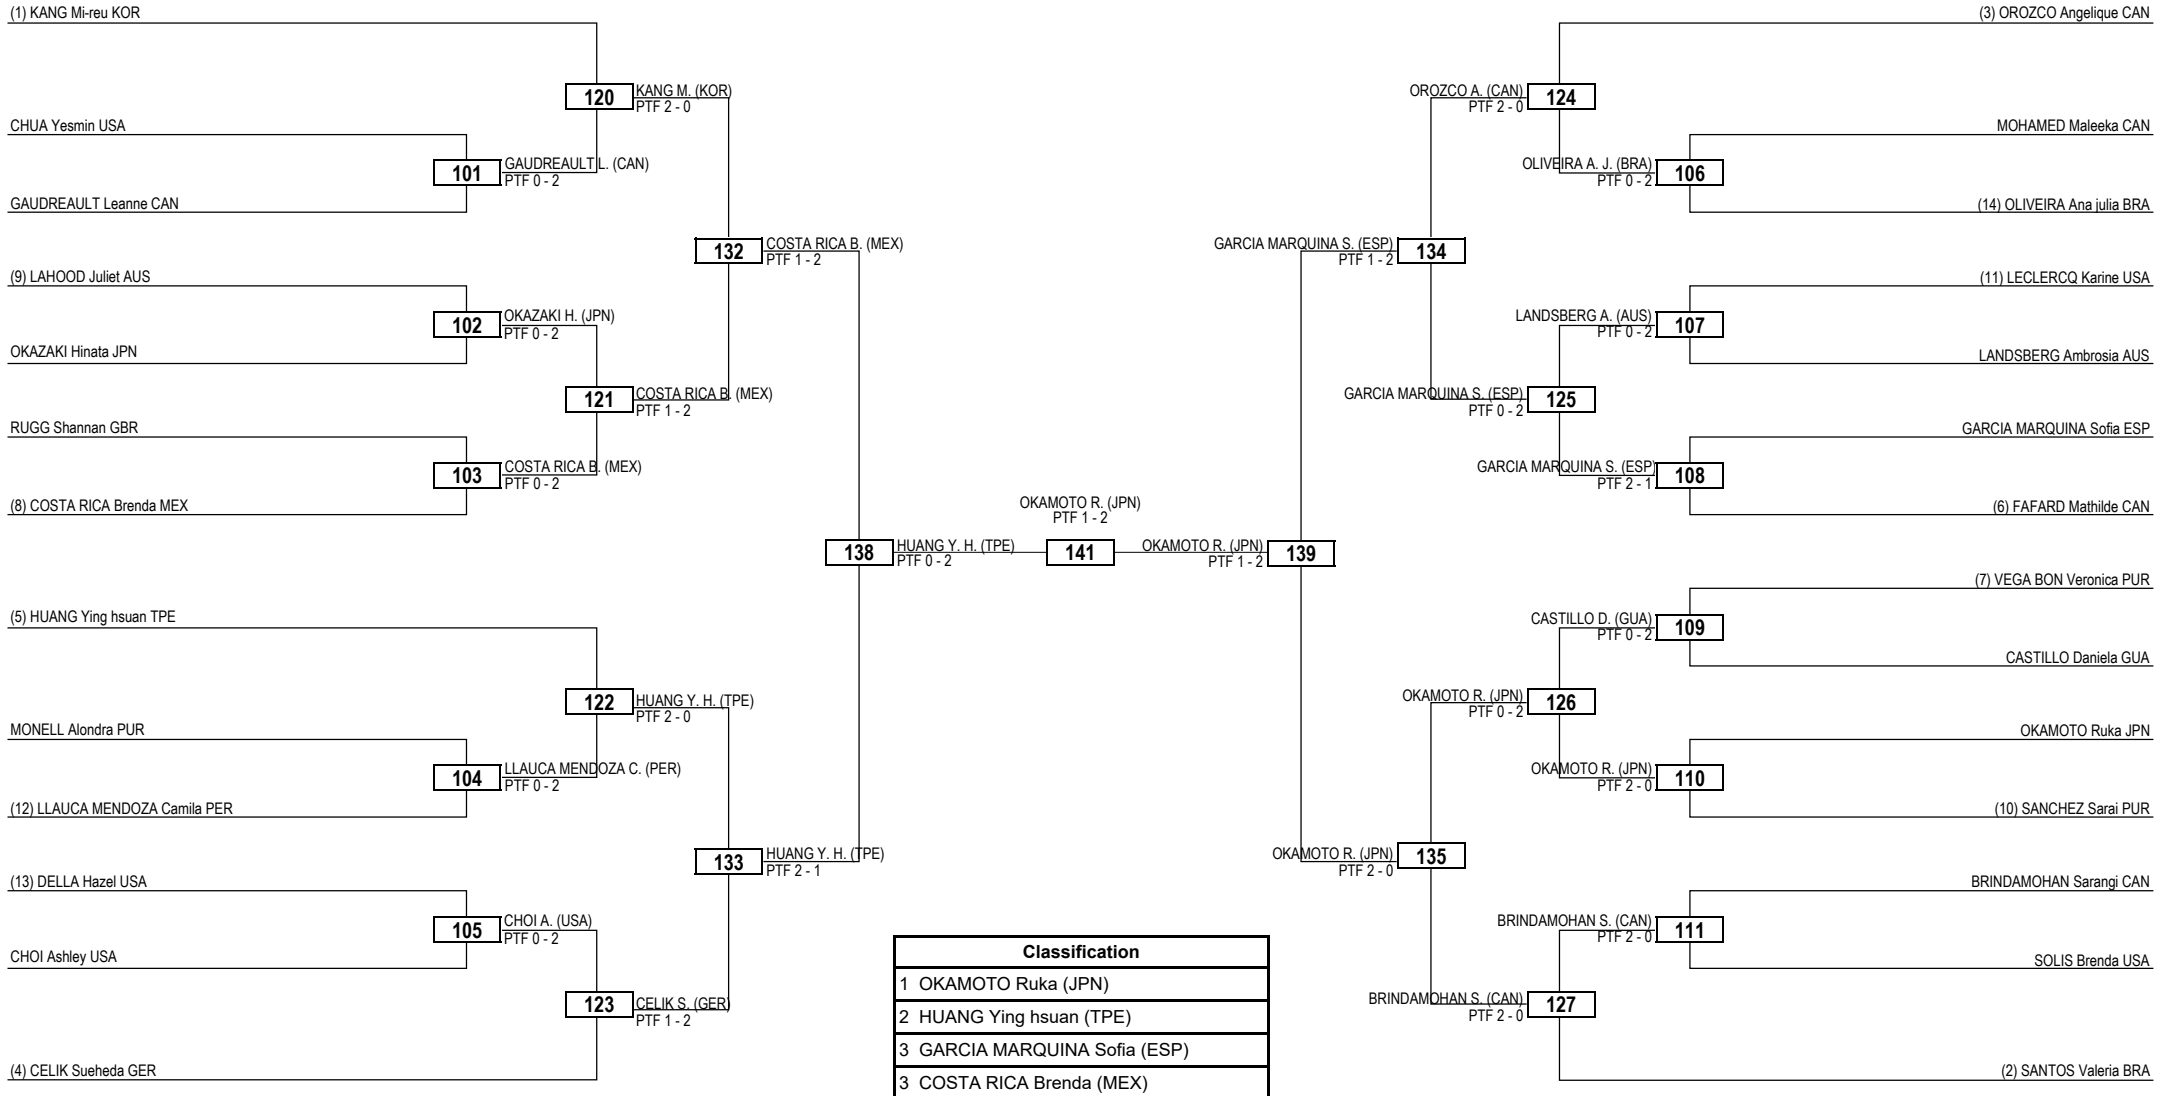 (1) KANG Mi-reu KOR
120
KANG M. (KOR)
PTF 2 - 0
CHUA Yesmin USA
101
GAUDREAULT L. (CAN)
PTF 0 - 2
GAUDREAULT Leanne CAN
132
COSTA RICA B. (MEX)
PTF 1 - 2
(9) LAHOOD Juliet AUS
102
OKAZAKI H. (JPN)
PTF 0 - 2
OKAZAKI Hinata JPN
121
COSTA RICA B. (MEX)
PTF 1 - 2
RUGG Shannan GBR
103
COSTA RICA B. (MEX)
PTF 0 - 2
(8) COSTA RICA Brenda MEX
138
HUANG Y. H. (TPE)
PTF 0 - 2
(5) HUANG Ying hsuan TPE
122
HUANG Y. H. (TPE)
PTF 2 - 0
MONELL Alondra PUR
104
LLAUCA MENDOZA C. (PER)
PTF 0 - 2
(12) LLAUCA MENDOZA Camila PER
133
HUANG Y. H. (TPE)
PTF 2 - 1
(13) DELLA Hazel USA
105
CHOI A. (USA)
PTF 0 - 2
CHOI Ashley USA
123
CELIK S. (GER)
PTF 1 - 2
(4) CELIK Sueheda GER
OKAMOTO R. (JPN)
PTF 1 - 2
141
(3) OROZCO Angelique CAN
OROZCO A. (CAN)
PTF 2 - 0
124
MOHAMED Maleeka CAN
OLIVEIRA A. J. (BRA)
PTF 0 - 2
106
(14) OLIVEIRA Ana julia BRA
GARCIA MARQUINA S. (ESP)
PTF 1 - 2
134
(11) LECLERCQ Karine USA
LANDSBERG A. (AUS)
PTF 0 - 2
107
LANDSBERG Ambrosia AUS
GARCIA MARQUINA S. (ESP)
PTF 0 - 2
125
GARCIA MARQUINA Sofia ESP
GARCIA MARQUINA S. (ESP)
PTF 2 - 1
108
(6) FAFARD Mathilde CAN
OKAMOTO R. (JPN)
PTF 1 - 2
139
(7) VEGA BON Veronica PUR
CASTILLO D. (GUA)
PTF 0 - 2
109
CASTILLO Daniela GUA
OKAMOTO R. (JPN)
PTF 0 - 2
126
OKAMOTO Ruka JPN
OKAMOTO R. (JPN)
PTF 2 - 0
110
(10) SANCHEZ Sarai PUR
OKAMOTO R. (JPN)
PTF 2 - 0
135
BRINDAMOHAN Sarangi CAN
BRINDAMOHAN S. (CAN)
PTF 2 - 0
111
SOLIS Brenda USA
BRINDAMOHAN S. (CAN)
PTF 2 - 0
127
(2) SANTOS Valeria BRA
Classification
1 OKAMOTO Ruka (JPN)
2 HUANG Ying hsuan (TPE)
3 GARCIA MARQUINA Sofia (ESP)
3 COSTA RICA Brenda (MEX)